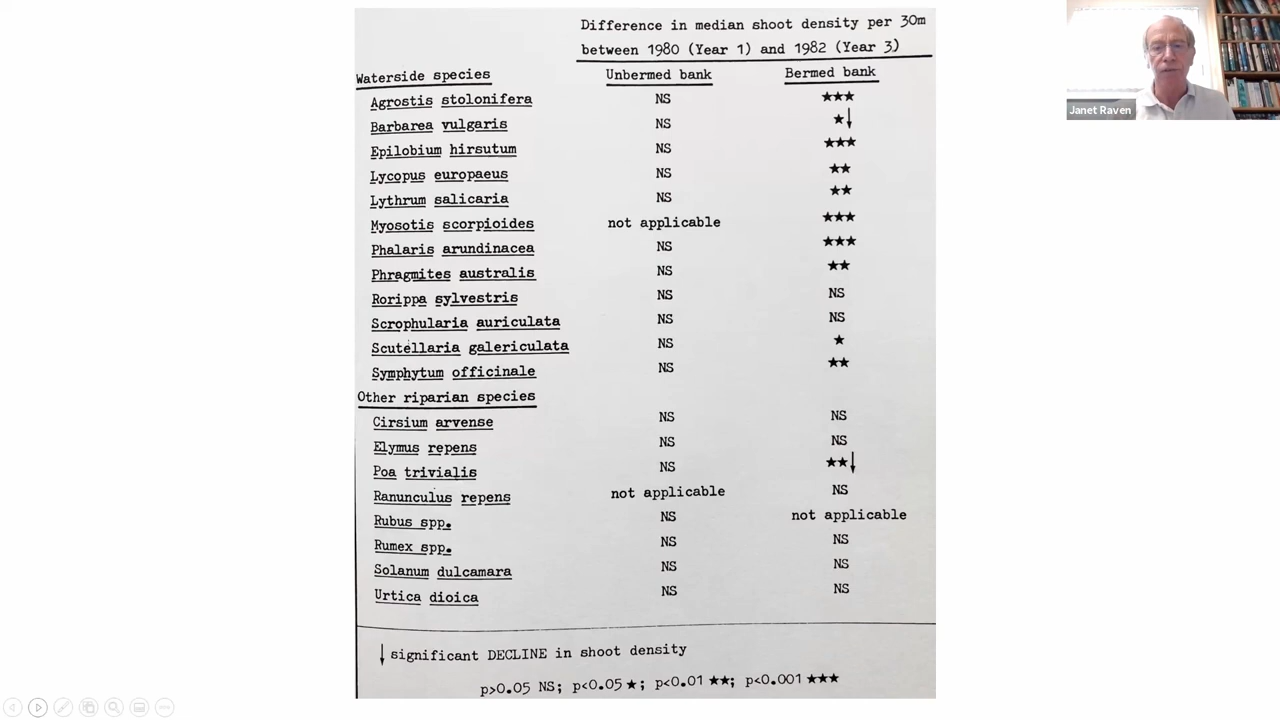 Difference in median shoot density per 30m
between 1980 (Year 1) and 1982 (Year 3)
Waterside species Unbermed bank Bermed bank
Agrostis stolonifera NS ★★★
Barbarea vulgaris NS ★↓
Epilobium hirsutum NS ★★★
Lycopus europaeus NS ★★
Lythrum salicaria NS ★★
Myosotis scorpioides not applicable ★★★
Phalaris arundinacea NS ★★★
Phragmites australis NS ★★
Rorippa sylvestris NS NS
Scrophularia auriculata NS NS
Scutellaria galericulata NS ★
Symphytum officinale NS ★★
Other riparian species
Cirsium arvense NS NS
Elymus repens NS NS
Poa trivialis NS ★★↓
Ranunculus repens not applicable NS
Rubus spp. NS not applicable
Rumex spp. NS NS
Solanum dulcamara NS NS
Urtica dioica NS NS
↓ significant DECLINE in shoot density
p>0.05 NS; p<0.05 ★; p<0.01 ★★; p<0.001 ★★★
Janet Raven